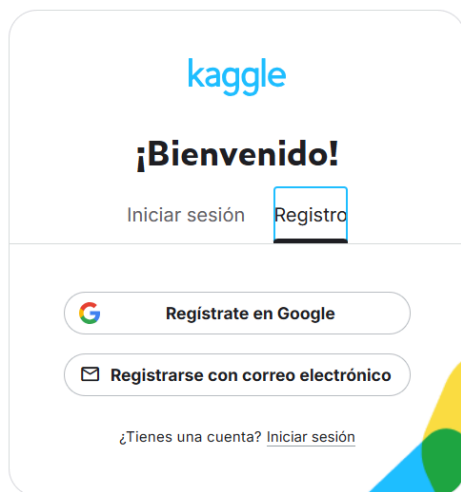 kaggle
¡Bienvenido!
Iniciar sesión Registro
Regístrate en Google
Registrarse con correo electrónico
¿Tienes una cuenta? Iniciar sesión